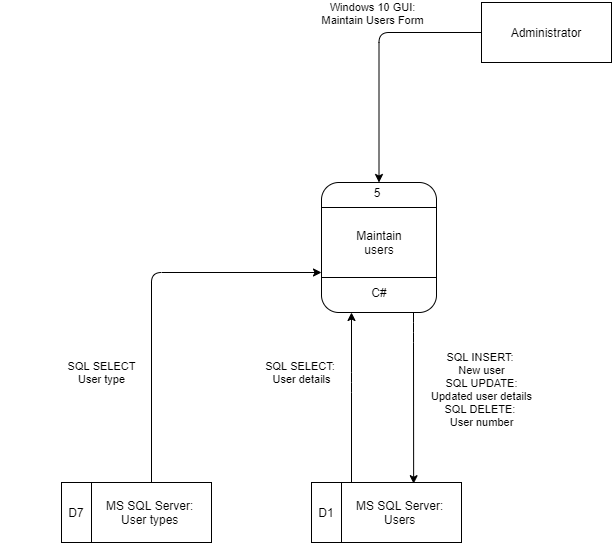 Windows 10 GUI:
Maintain Users Form
Administrator
5
Maintain
users
C#
SQL SELECT
User type
SQL SELECT:
User details
SQL INSERT:
New user
SQL UPDATE:
Updated user details
SQL DELETE:
User number
D7
MS SQL Server:
User types
D1
MS SQL Server:
Users